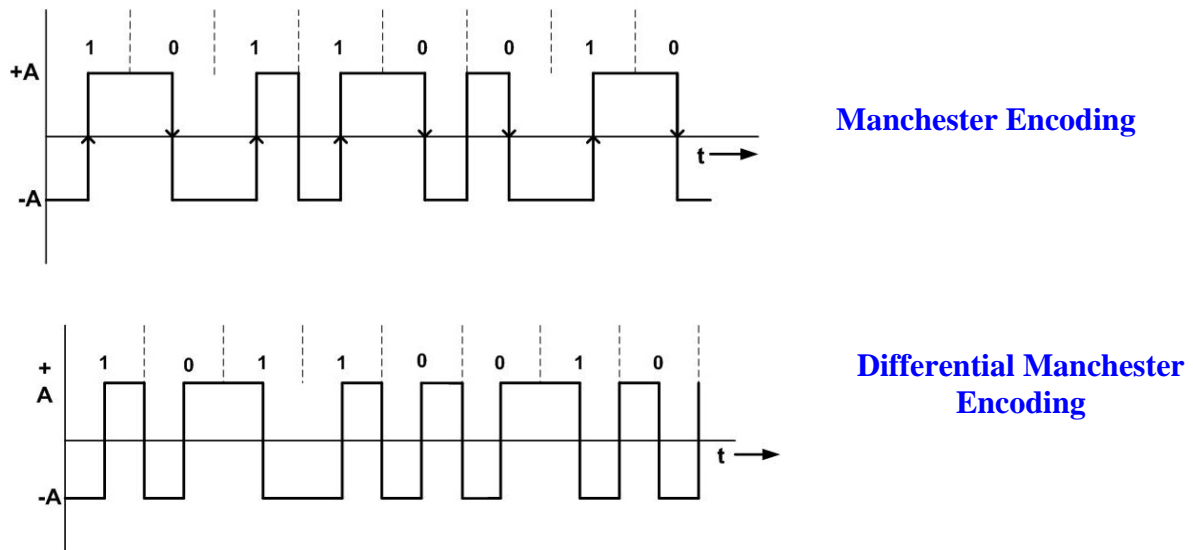 1 0 1 1 0 0 1 0
+A
Manchester Encoding
t
-A
1 0 1 1 0 0 1 0
+
A
Differential Manchester
Encoding
t
-A